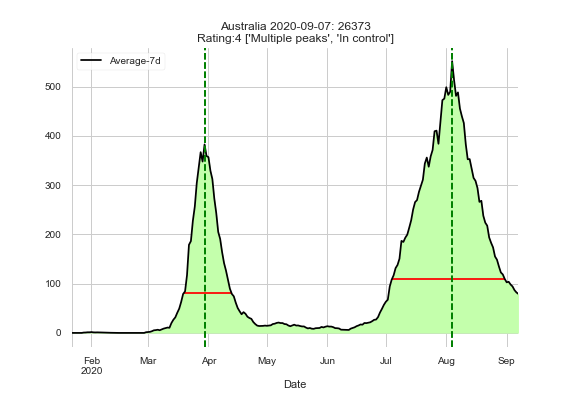 Australia 2020-09-07: 26373
Rating:4 ['Multiple peaks', 'In control']
Average-7d
500
400
300
200
100
0
Feb
2020
Mar
Apr
May
Jun
Jul
Aug
Sep
Date